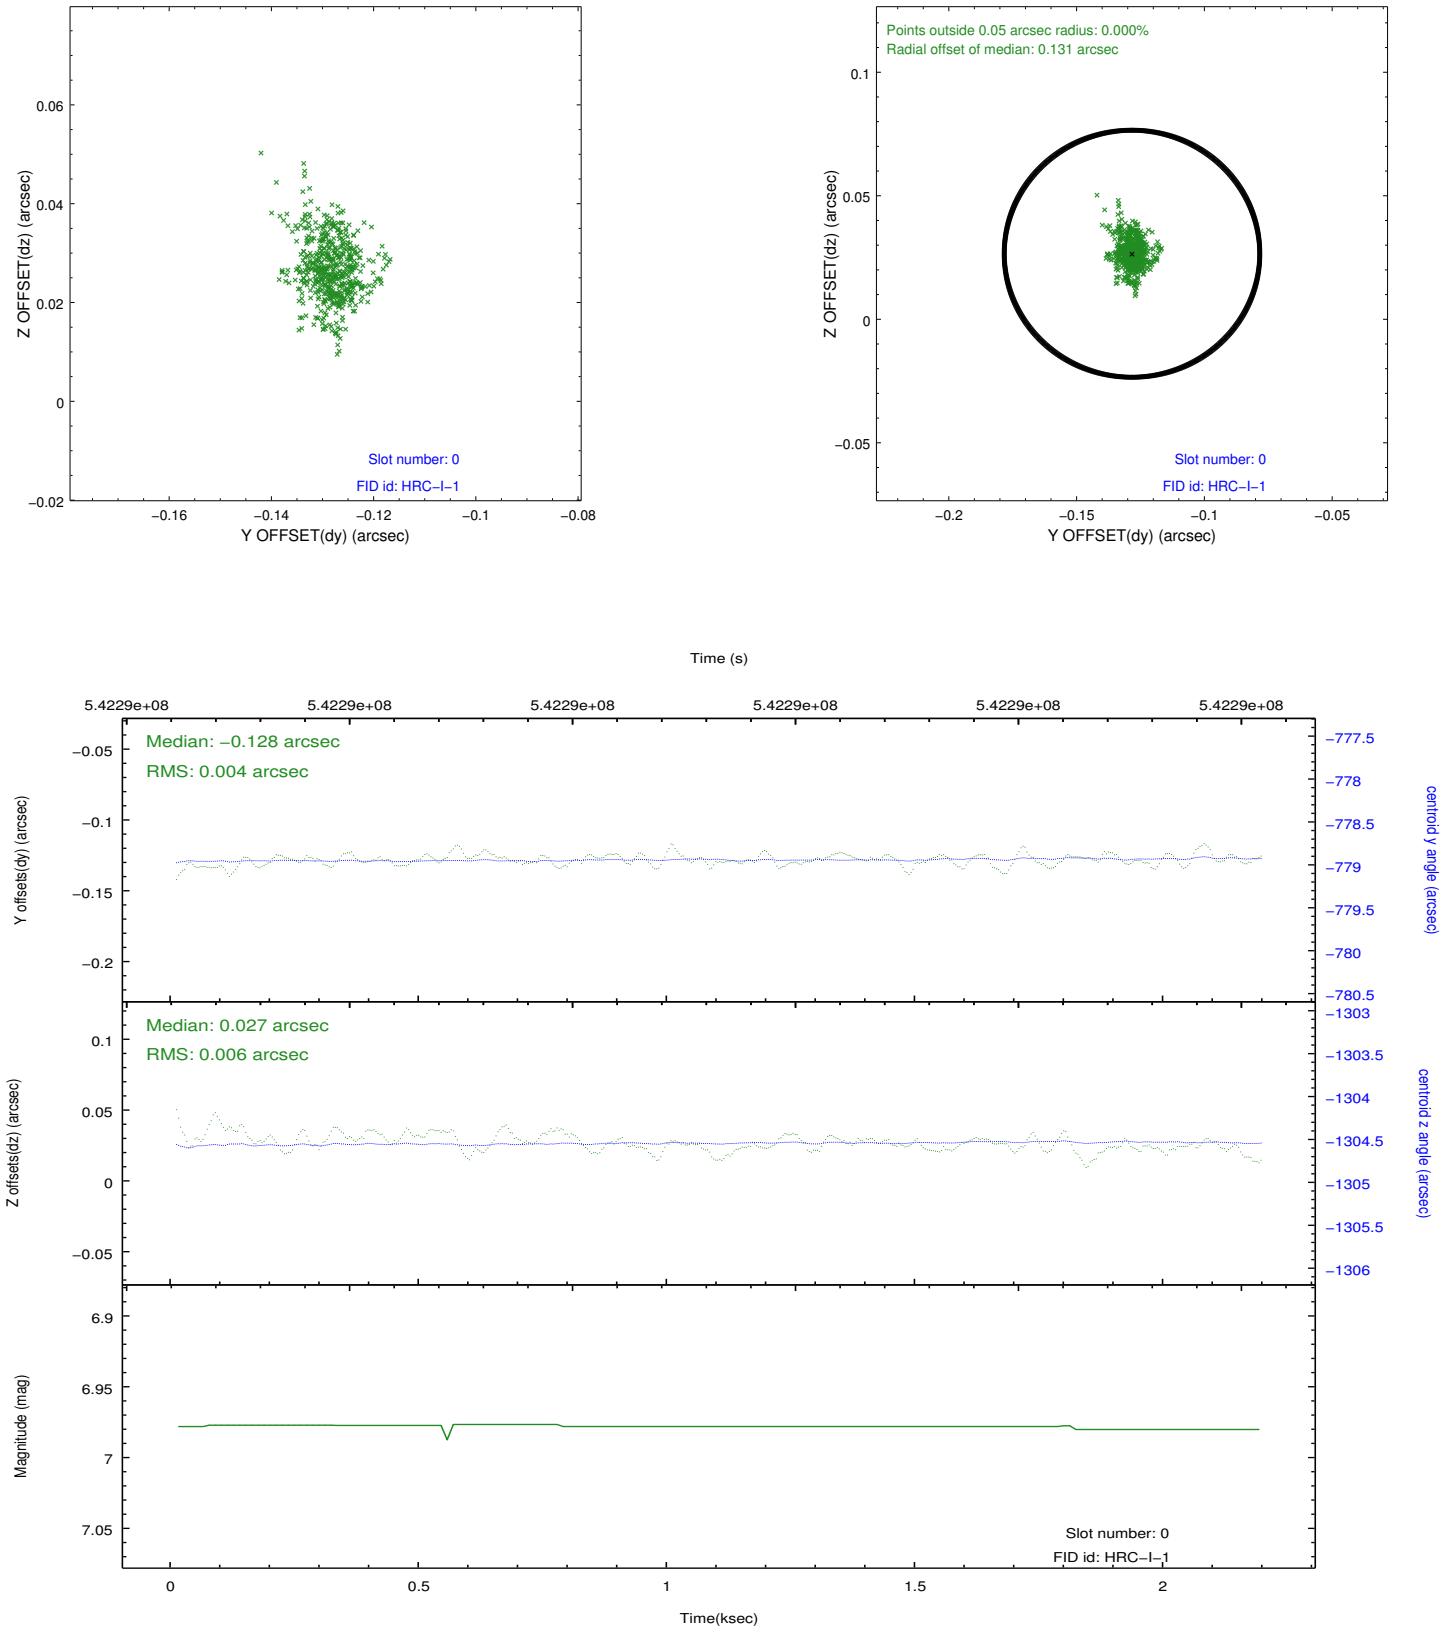 0.06
0.04
0.02
0
−0.02
−0.16
−0.14
−0.12
−0.1
−0.08
Z OFFSET(dz) (arcsec)
Y OFFSET(dy) (arcsec)
Slot number: 0
FID id: HRC−I−1
Points outside 0.05 arcsec radius: 0.000%
Radial offset of median: 0.131 arcsec
0.1
0.05
0
−0.05
−0.2
−0.15
−0.1
−0.05
Z OFFSET(dz) (arcsec)
Y OFFSET(dy) (arcsec)
Slot number: 0
FID id: HRC−I−1
Time (s)
5.4229e+08
5.4229e+08
5.4229e+08
5.4229e+08
5.4229e+08
5.4229e+08
Median: −0.128 arcsec
RMS: 0.004 arcsec
−0.05
−0.1
−0.15
−0.2
Y offsets(dy) (arcsec)
−777.5
−778
−778.5
−779
−779.5
−780
−780.5
centroid y angle (arcsec)
Median: 0.027 arcsec
RMS: 0.006 arcsec
0.1
0.05
0
−0.05
Z offsets(dz) (arcsec)
−1303
−1303.5
−1304
−1304.5
−1305
−1305.5
−1306
centroid z angle (arcsec)
6.9
6.95
7
7.05
Magnitude (mag)
Slot number: 0
FID id: HRC−I−1
0
0.5
1
1.5
2
Time(ksec)